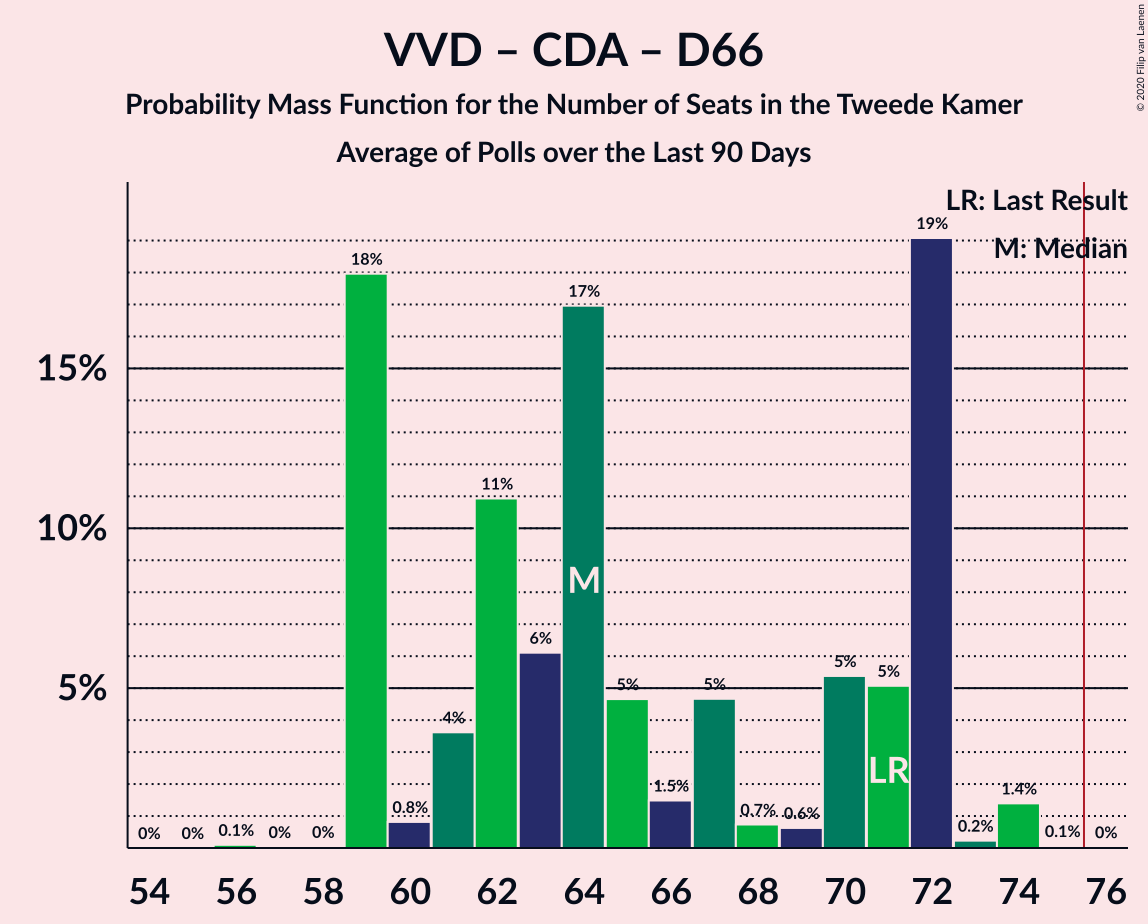 VVD – CDA – D66
Probability Mass Function for the Number of Seats in the Tweede Kamer
Average of Polls over the Last 90 Days
© 2020 Filip van Laenen
LR: Last Result
M: Median
15%
10%
5%
0% 0% 0.1% 0% 0% 18% 0.8% 4% 11% 6% 17% 5% 1.5% 5% 0.7% 0.6% 5% 5% 19% 0.2% 1.4% 0.1% 0%
M
LR
54 56 58 60 62 64 66 68 70 72 74 76